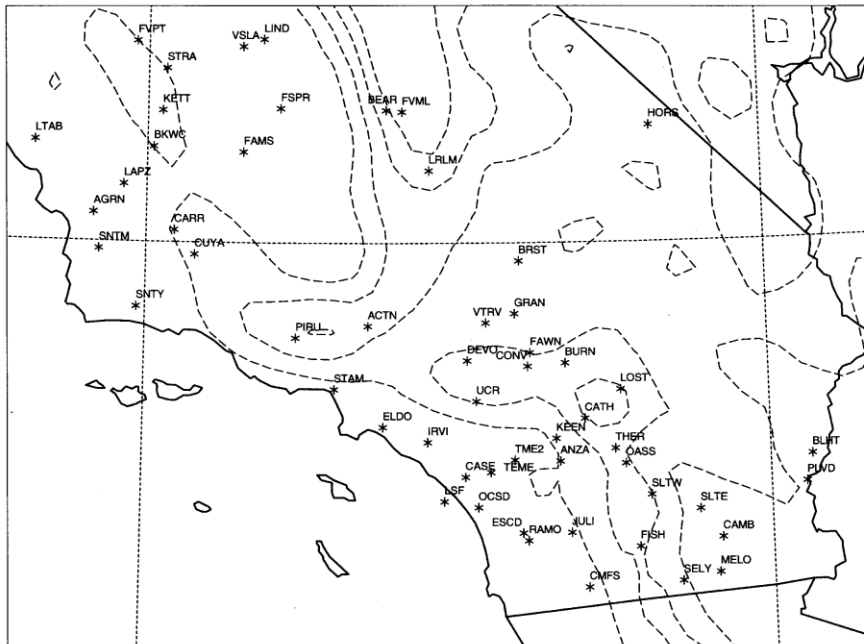 FVPT
VSLA
LIND
STRA
KETT
FSPR
BEAR
FVML
HORS
LTAB
BKWC
FAMS
LRLM
LAPZ
AGRN
CARR
SNTM
CUYA
BRST
SNTY
GRAN
ACTN
VTRV
PIRU
FAWN
DEVO
CONV
BURN
STAM
LOST
UCR
CATH
ELDO
KEEN
IRVI
THER
BLHT
TME2
ANZA
OASS
CASE
TEME
PLVD
LSF
OCSD
SLTW
SLTE
ESCD
RAMO
JULI
FISH
CAMB
MELO
SELY
CMFS